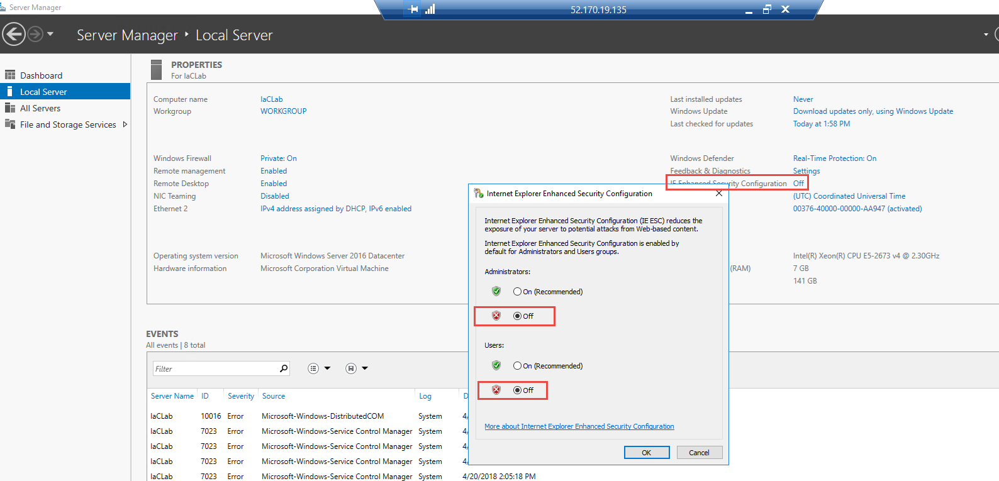 Server Manager
52.170.19.135
Server Manager ‣ Local Server
Dashboard
Local Server
All Servers
File and Storage Services
PROPERTIES
For IaCLab
Computer name IaCLab
Workgroup WORKGROUP
Last installed updates Never
Windows Update Download updates only, using Windows Update
Last checked for updates Today at 1:58 PM
Windows Firewall Private: On
Remote management Enabled
Remote Desktop Enabled
NIC Teaming Disabled
Ethernet 2 IPv4 address assigned by DHCP, IPv6 enabled
Windows Defender Real-Time Protection: On
Feedback & Diagnostics Settings
IE Enhanced Security Configuration Off
(UTC) Coordinated Universal Time
00376-40000-00000-AA947 (activated)
Operating system version Microsoft Windows Server 2016 Datacenter
Hardware information Microsoft Corporation Virtual Machine
Intel(R) Xeon(R) CPU E5-2673 v4 @ 2.30GHz
(RAM) 7 GB
141 GB
Internet Explorer Enhanced Security Configuration
Internet Explorer Enhanced Security Configuration (IE ESC) reduces the
exposure of your server to potential attacks from Web-based content.
Internet Explorer Enhanced Security Configuration is enabled by
default for Administrators and Users groups.
Administrators:
On (Recommended)
Off
Users:
On (Recommended)
Off
More about Internet Explorer Enhanced Security Configuration
OK Cancel
EVENTS
All events | 8 total
Filter
Server Name ID Severity Source Log D
IaCLab 10016 Error Microsoft-Windows-DistributedCOM System 4/
IaCLab 7023 Error Microsoft-Windows-Service Control Manager System 4/
IaCLab 7023 Error Microsoft-Windows-Service Control Manager System 4/
IaCLab 7023 Error Microsoft-Windows-Service Control Manager System 4/
IaCLab 7023 Error Microsoft-Windows-Service Control Manager System 4/20/2018 2:05:18 PM